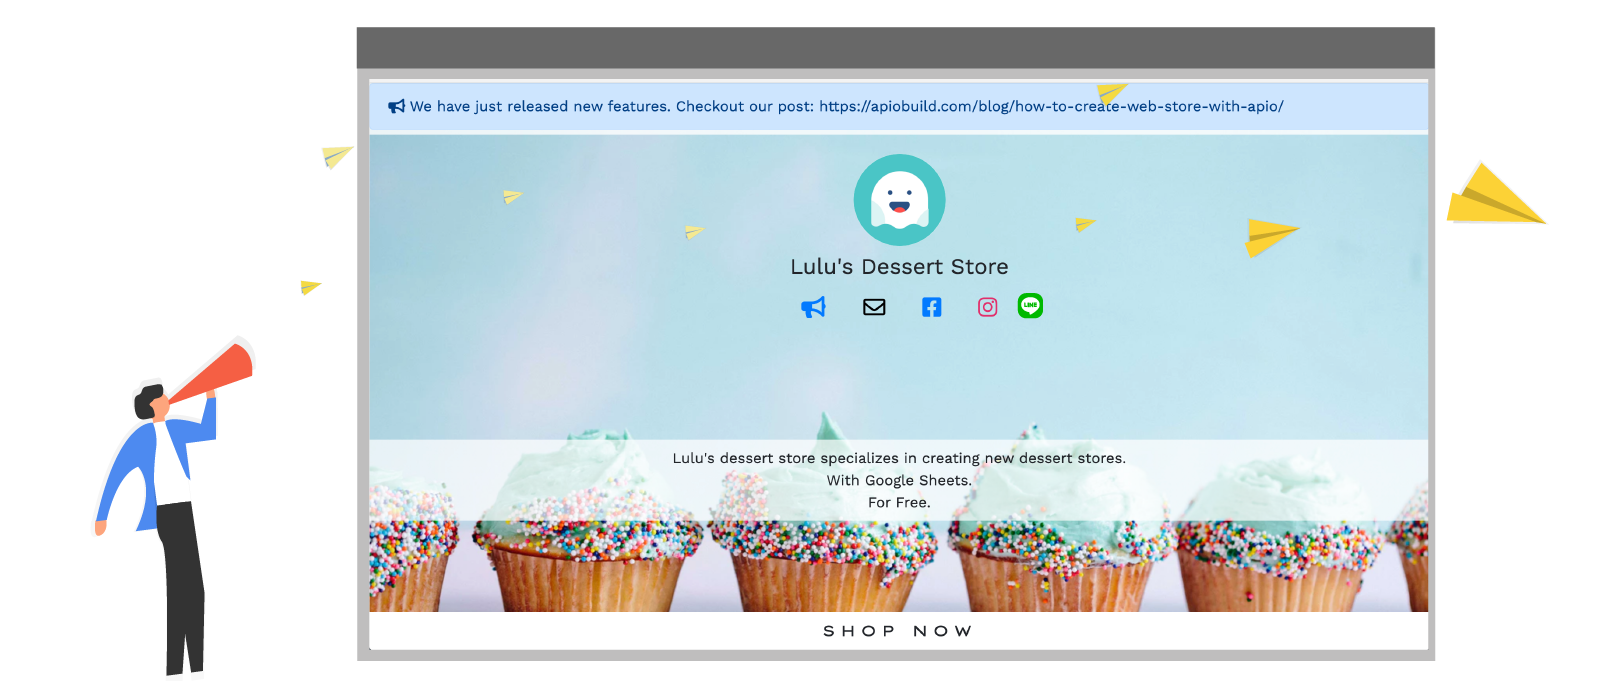 We have just released new features. Checkout our post: https://apiobuild.com/blog/how-to-create-web-store-with-apio/
Lulu's Dessert Store
LINE
Lulu's dessert store specializes in creating new dessert stores.
With Google Sheets.
For Free.
SHOP NOW